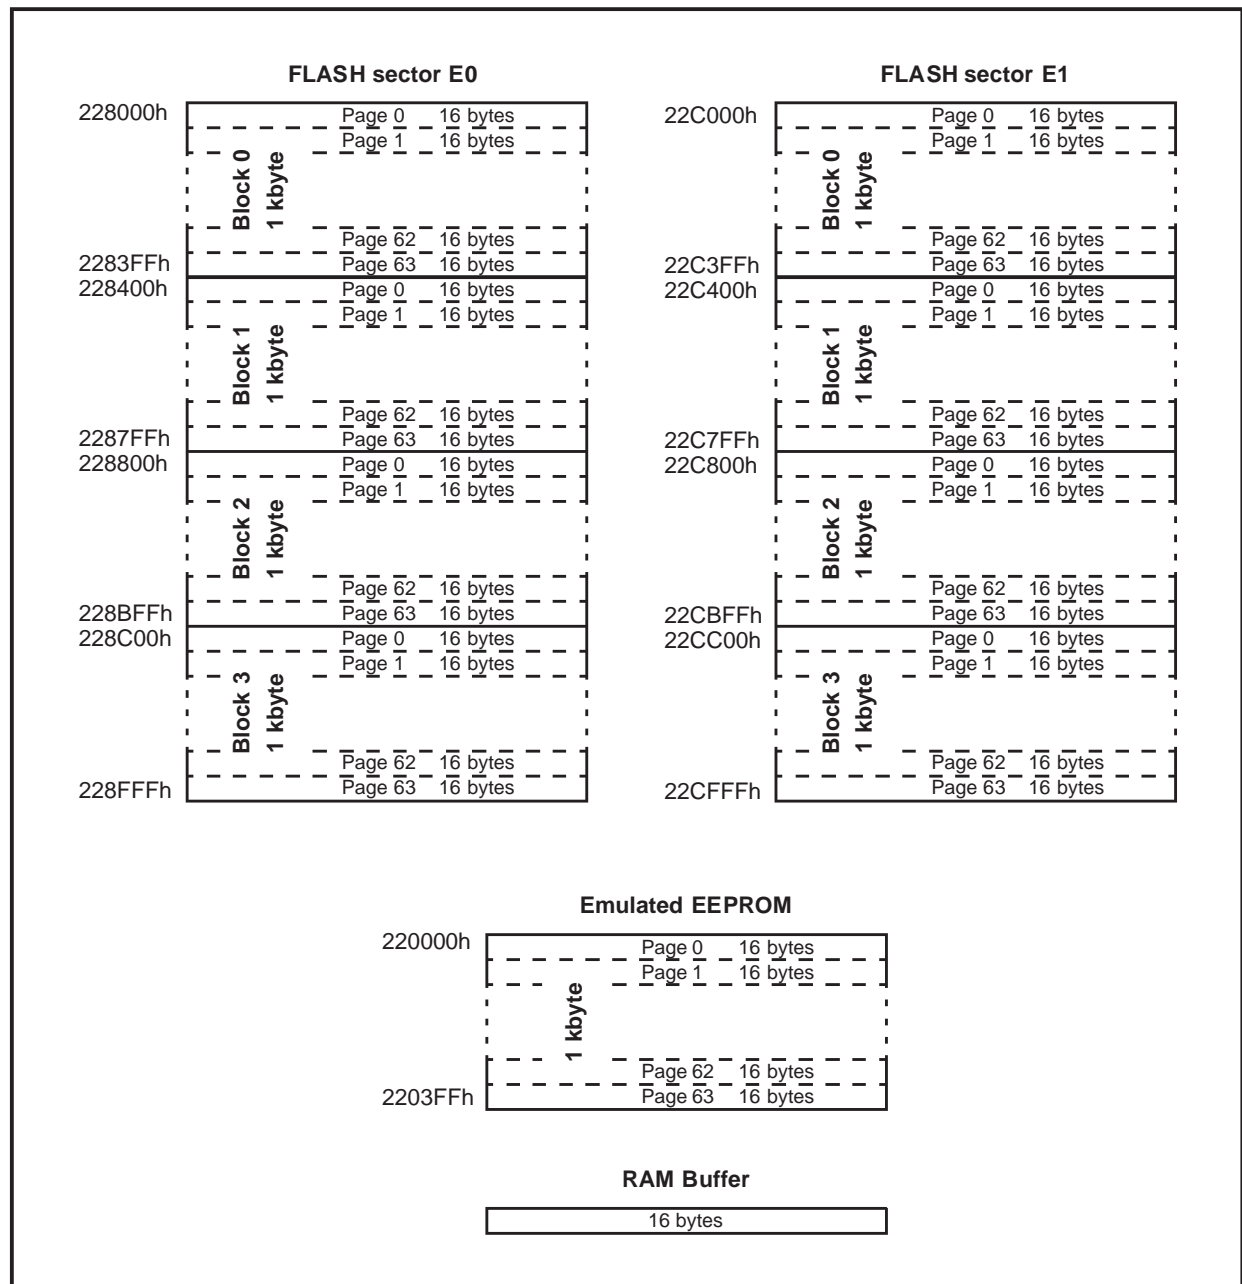 FLASH sector E0
228000h
Page 0 16 bytes
Page 1 16 bytes
Block 0
1 kbyte
Page 62 16 bytes
2283FFh
Page 63 16 bytes
228400h
Page 0 16 bytes
Page 1 16 bytes
Block 1
1 kbyte
Page 62 16 bytes
2287FFh
Page 63 16 bytes
228800h
Page 0 16 bytes
Page 1 16 bytes
Block 2
1 kbyte
Page 62 16 bytes
228BFFh
Page 63 16 bytes
228C00h
Page 0 16 bytes
Page 1 16 bytes
Block 3
1 kbyte
Page 62 16 bytes
228FFFh
Page 63 16 bytes
FLASH sector E1
22C000h
Page 0 16 bytes
Page 1 16 bytes
Block 0
1 kbyte
Page 62 16 bytes
22C3FFh
Page 63 16 bytes
22C400h
Page 0 16 bytes
Page 1 16 bytes
Block 1
1 kbyte
Page 62 16 bytes
22C7FFh
Page 63 16 bytes
22C800h
Page 0 16 bytes
Page 1 16 bytes
Block 2
1 kbyte
Page 62 16 bytes
22CBFFh
Page 63 16 bytes
22CC00h
Page 0 16 bytes
Page 1 16 bytes
Block 3
1 kbyte
Page 62 16 bytes
22CFFFh
Page 63 16 bytes
Emulated EEPROM
220000h
Page 0 16 bytes
Page 1 16 bytes
1 kbyte
Page 62 16 bytes
2203FFh
Page 63 16 bytes
RAM Buffer
16 bytes